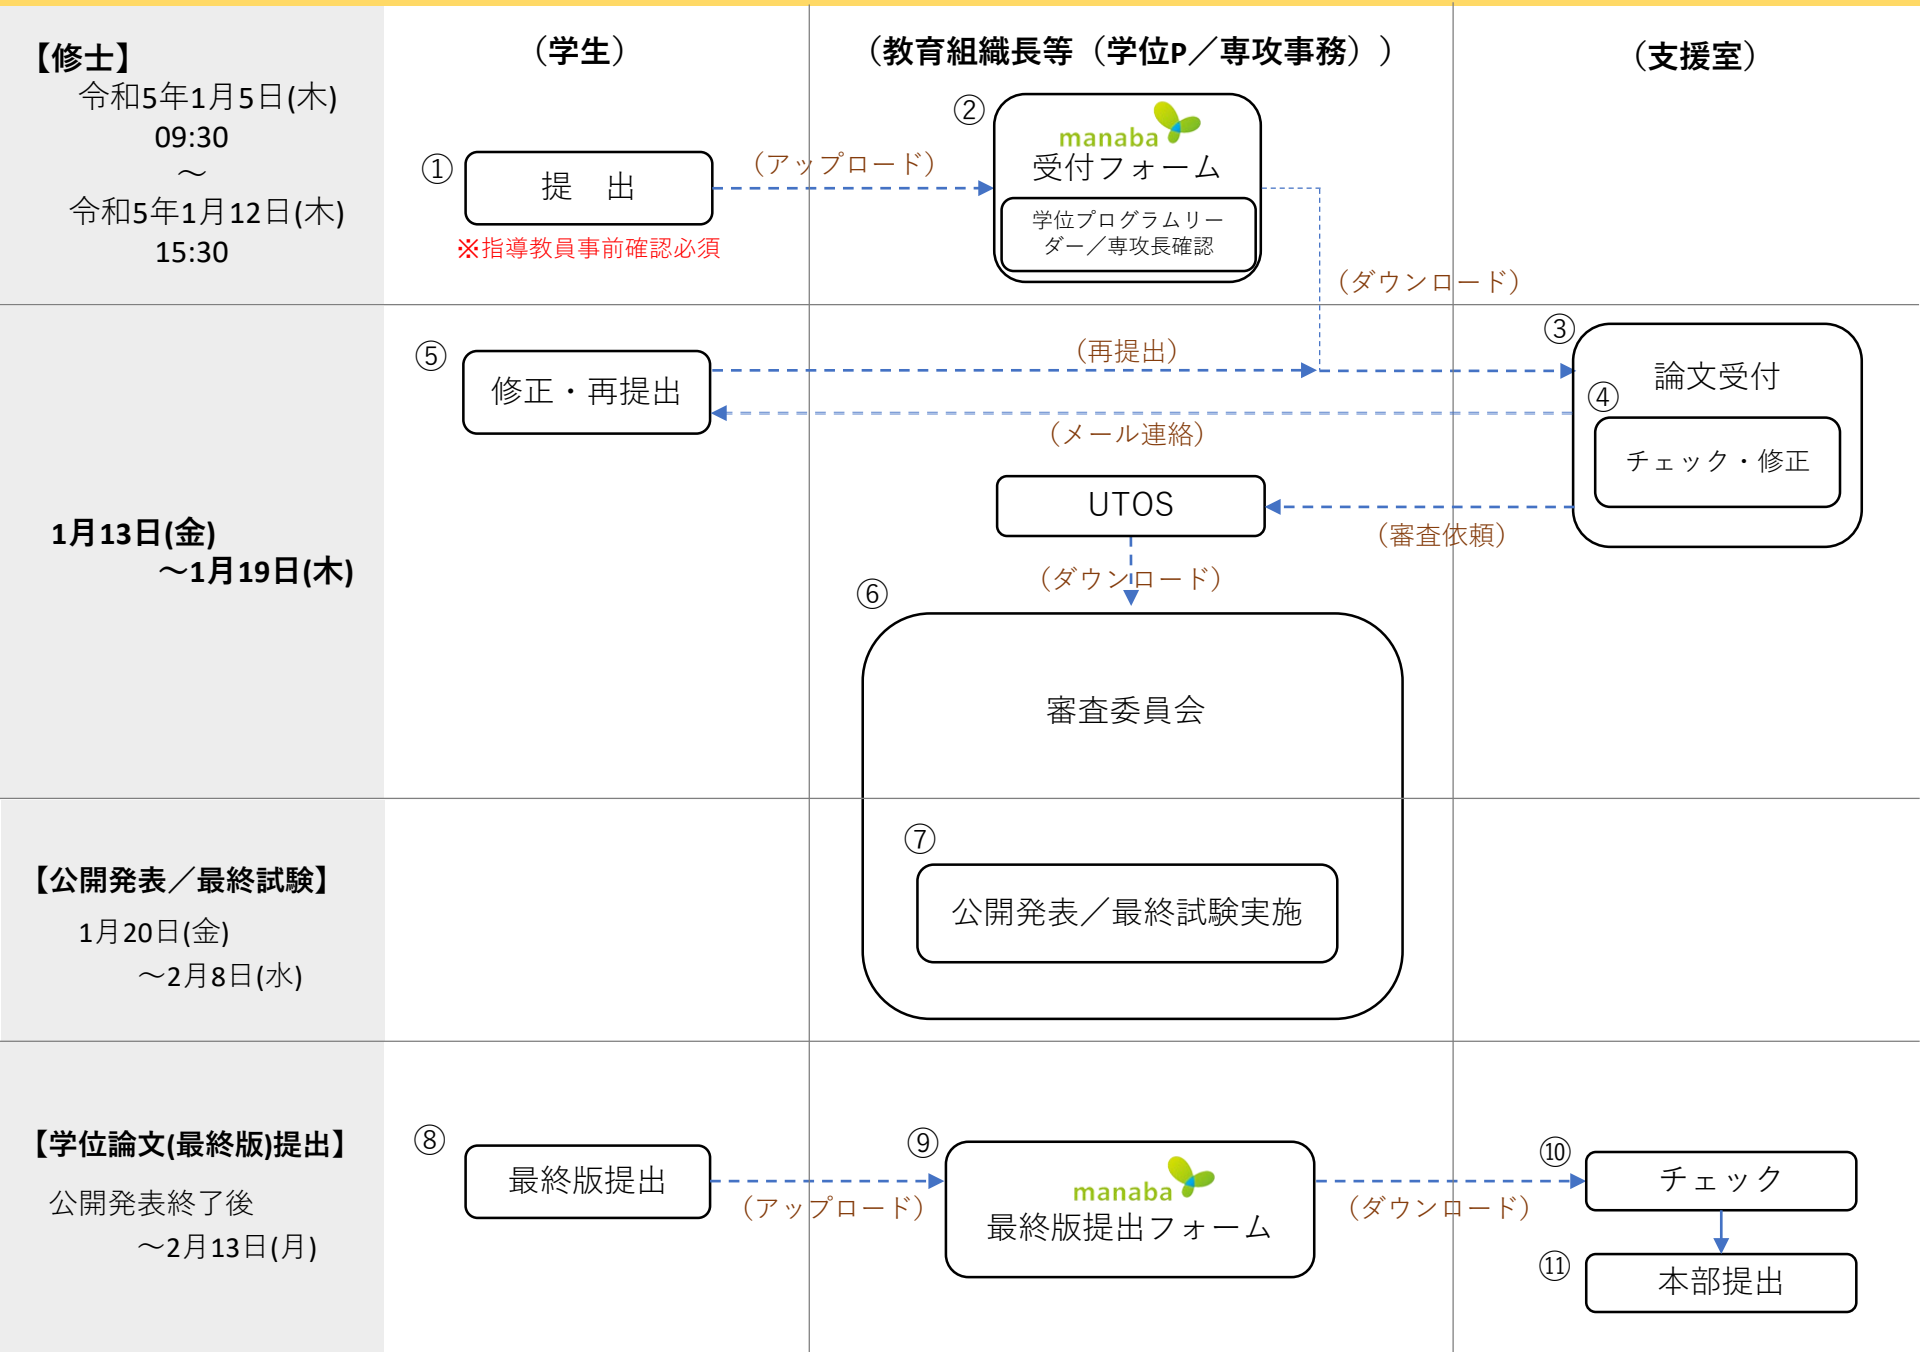 【修士】
令和5年1月5日(木)
09:30
～
令和5年1月12日(木)
15:30
（学生）
（教育組織長等（学位P／専攻事務））
（支援室）
①
提　出
※指導教員事前確認必須
（アップロード）
②
manaba
受付フォーム
学位プログラムリー
ダー／専攻長確認
（ダウンロード）
1月13日(金)
～1月19日(木)
⑤
修正・再提出
（再提出）
（メール連絡）
③
論文受付
④
チェック・修正
（審査依頼）
UTOS
（ダウンロード）
⑥
審査委員会
【公開発表／最終試験】
1月20日(金)
～2月8日(水)
⑦
公開発表／最終試験実施
【学位論文(最終版)提出】
公開発表終了後
～2月13日(月)
⑧
最終版提出
（アップロード）
⑨
manaba
最終版提出フォーム
（ダウンロード）
⑩
チェック
⑪
本部提出